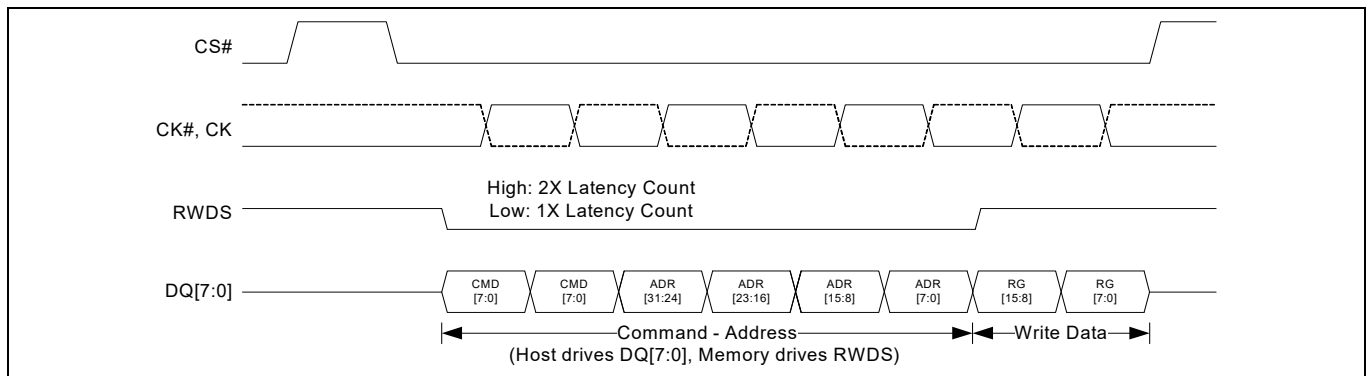 CS#
CK#, CK
High: 2X Latency Count
Low: 1X Latency Count
RWDS
DQ[7:0]
CMD [7:0] CMD [7:0] ADR [31:24] ADR [23:16] ADR [15:8] ADR [7:0] RG [15:8] RG [7:0]
Command - Address Write Data
(Host drives DQ[7:0], Memory drives RWDS)